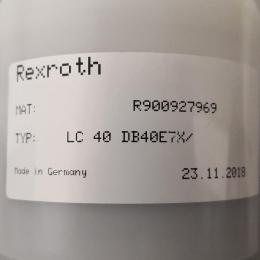 Rexroth
MAT: R900927969
TYP: LC 40 DB40E7X/
Made in Germany 23.11.2018